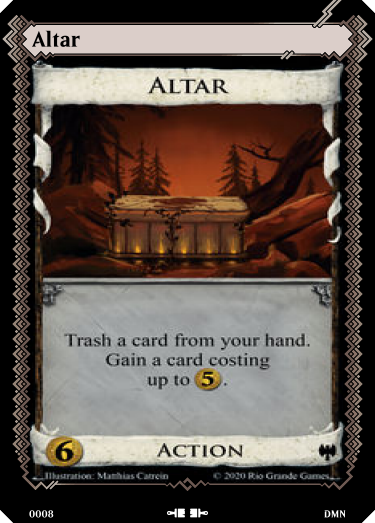 Altar
ALTAR
Trash a card from your hand.
Gain a card costing
up to 5.
6 ACTION
Illustration: Matthias Catrein © 2020 Rio Grande Games
0008 DMN